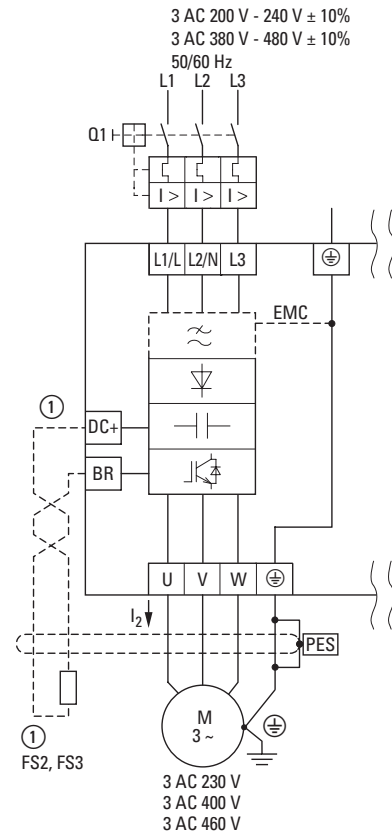 3 AC 200 V - 240 V ± 10%
3 AC 380 V - 480 V ± 10%
50/60 Hz
L1 L2 L3
Q1
I > I > I >
L1/L L2/N L3
EMC
①
DC+
BR
U V W
I₂
PES
M
3 ~
①
FS2, FS3
3 AC 230 V
3 AC 400 V
3 AC 460 V